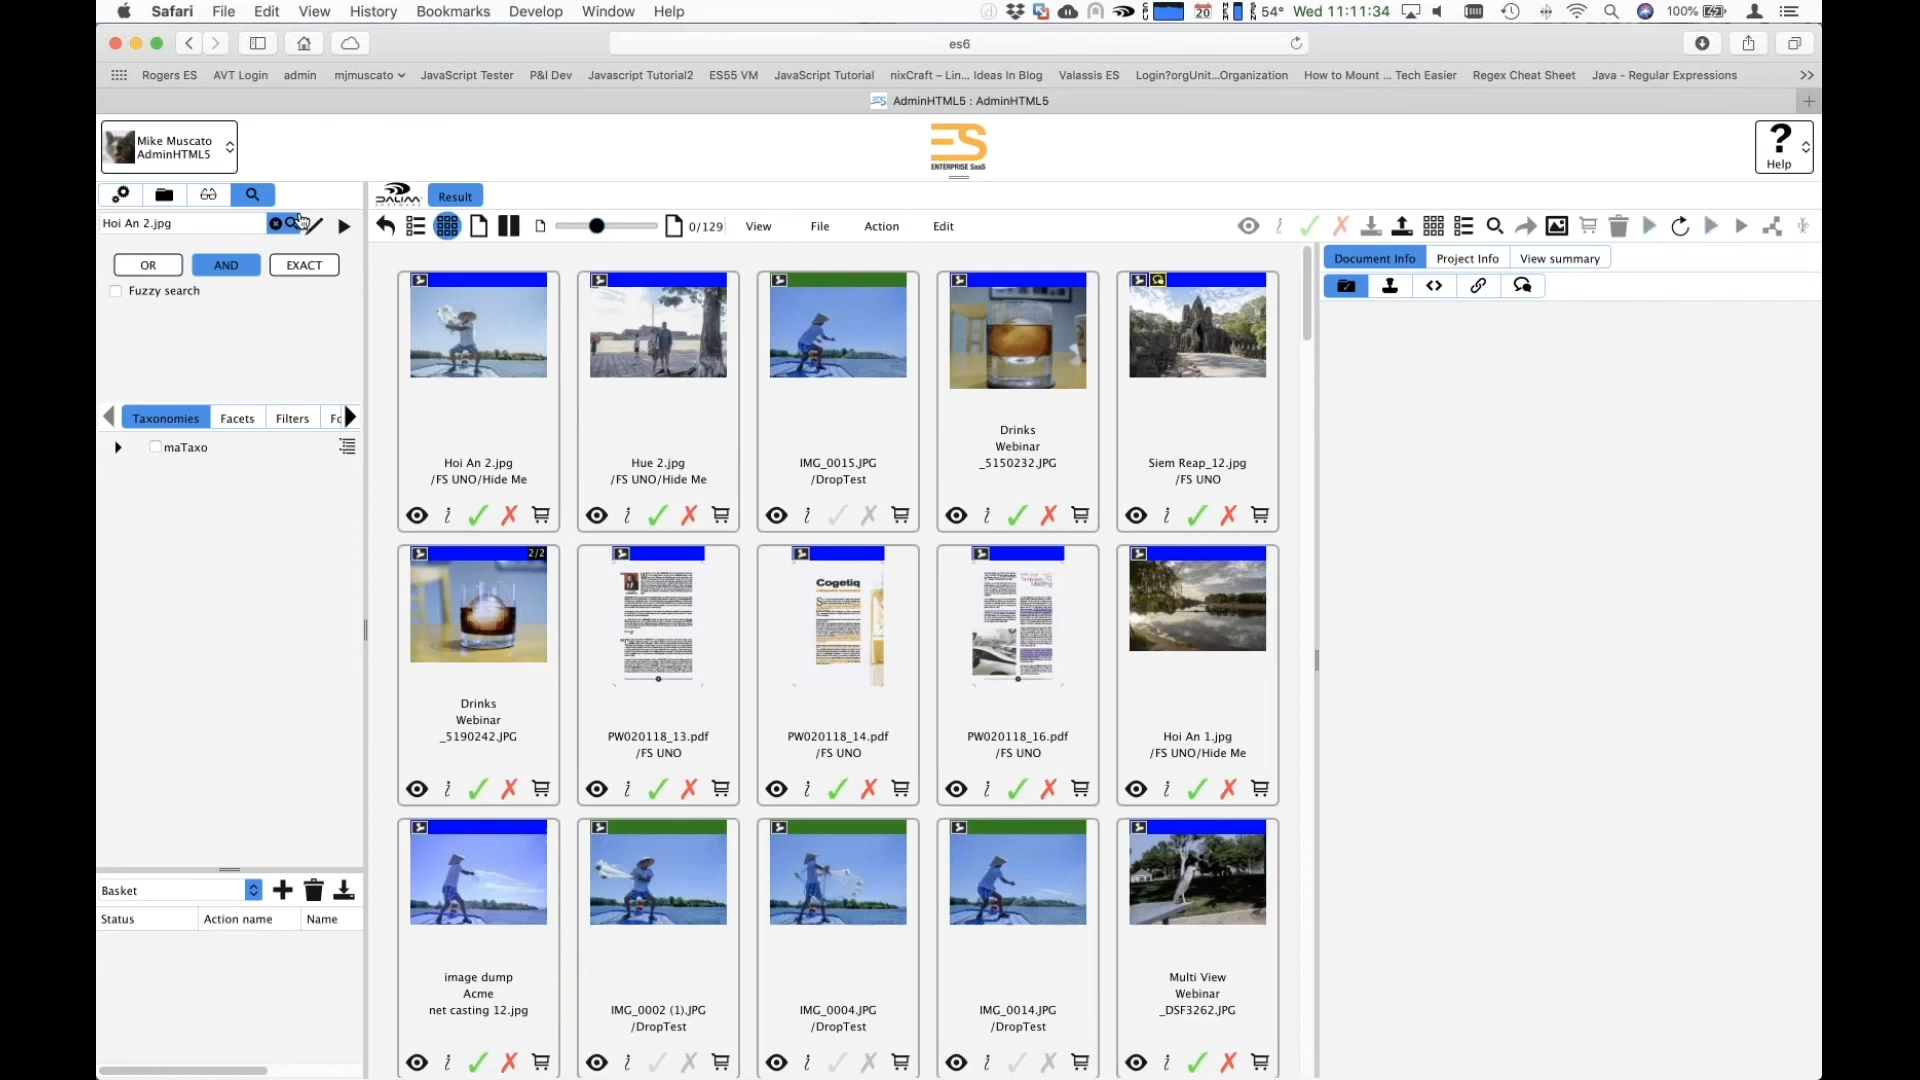 Safari File Edit View History Bookmarks Develop Window Help
20 54° Wed 11:11:34 100%
es6
Rogers ES AVT Login admin mjmuscato JavaScript Tester P&I Dev Javascript Tutorial2 ES55 VM JavaScript Tutorial nixCraft – Lin... Ideas In Blog Valassis ES Login?orgUnit...Organization How to Mount ... Tech Easier Regex Cheat Sheet Java - Regular Expressions
AdminHTML5 : AdminHTML5
Mike Muscato
AdminHTML5
ES
ENTERPRISE SaaS
?
Help
DALIM
SOFTWARE
Result
Hoi An 2.jpg
0/129 View File Action Edit
OR AND EXACT
Fuzzy search
Document Info Project Info View summary
Taxonomies Facets Filters Fo
maTaxo
Hoi An 2.jpg
/FS UNO/Hide Me
Hue 2.jpg
/FS UNO/Hide Me
IMG_0015.JPG
/DropTest
Drinks
Webinar
_5150232.JPG
Siem Reap_12.jpg
/FS UNO
2/2
Drinks
Webinar
_5190242.JPG
PW020118_13.pdf
/FS UNO
Cogetiq
PW020118_14.pdf
/FS UNO
PW020118_16.pdf
/FS UNO
Hoi An 1.jpg
/FS UNO/Hide Me
image dump
Acme
net casting 12.jpg
IMG_0002 (1).JPG
/DropTest
IMG_0004.JPG
/DropTest
IMG_0014.JPG
/DropTest
Multi View
Webinar
_DSF3262.JPG
Basket
Status Action name Name